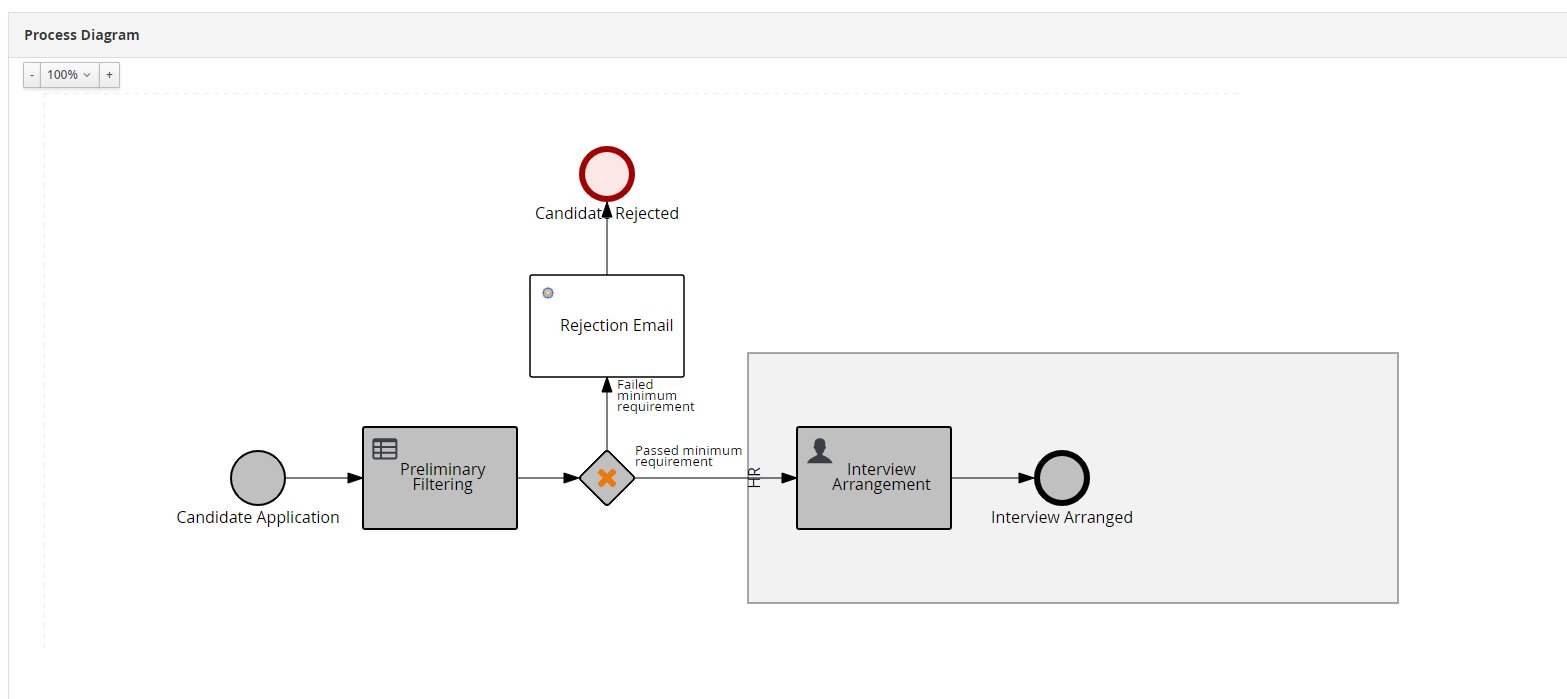 Process Diagram
- 100% +
Candidate Rejected
Rejection Email
Failed
minimum
requirement
Passed minimum
requirement
Preliminary
Filtering
HR
Interview
Arrangement
Candidate Application
Interview Arranged